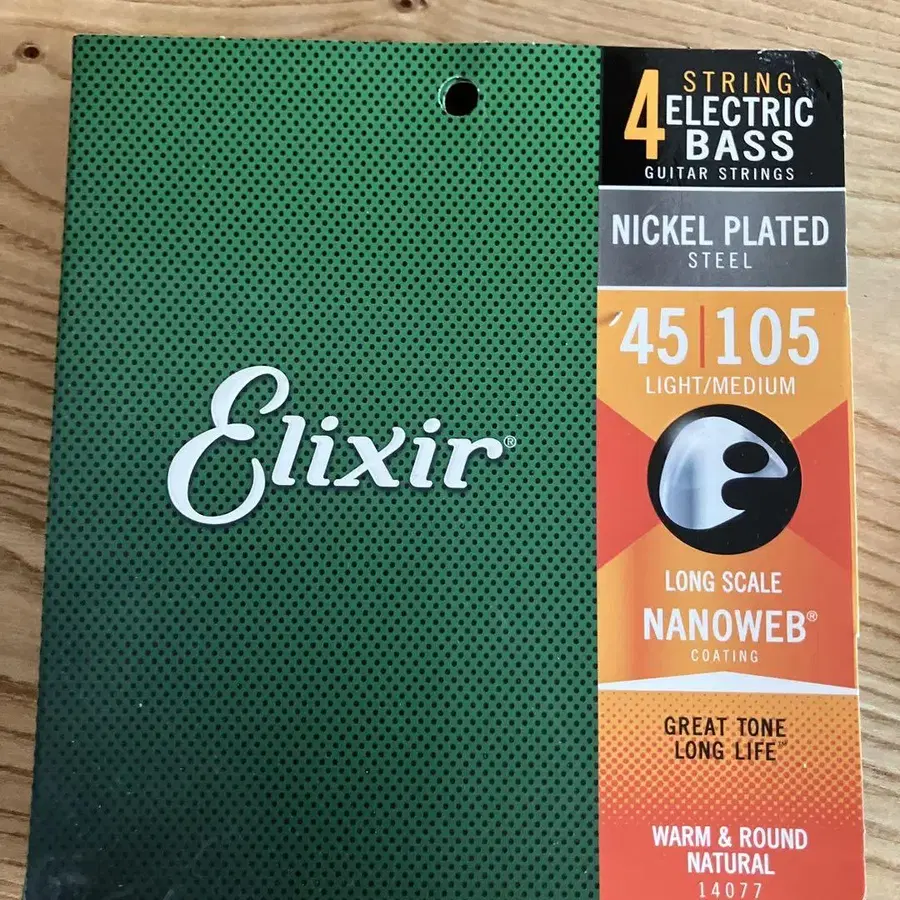 Elixir®
4 STRING
ELECTRIC
BASS
GUITAR STRINGS
NICKEL PLATED
STEEL
45|105
LIGHT/MEDIUM
LONG SCALE
NANOWEB®
COATING
GREAT TONE
LONG LIFE™
WARM & ROUND
NATURAL
14077